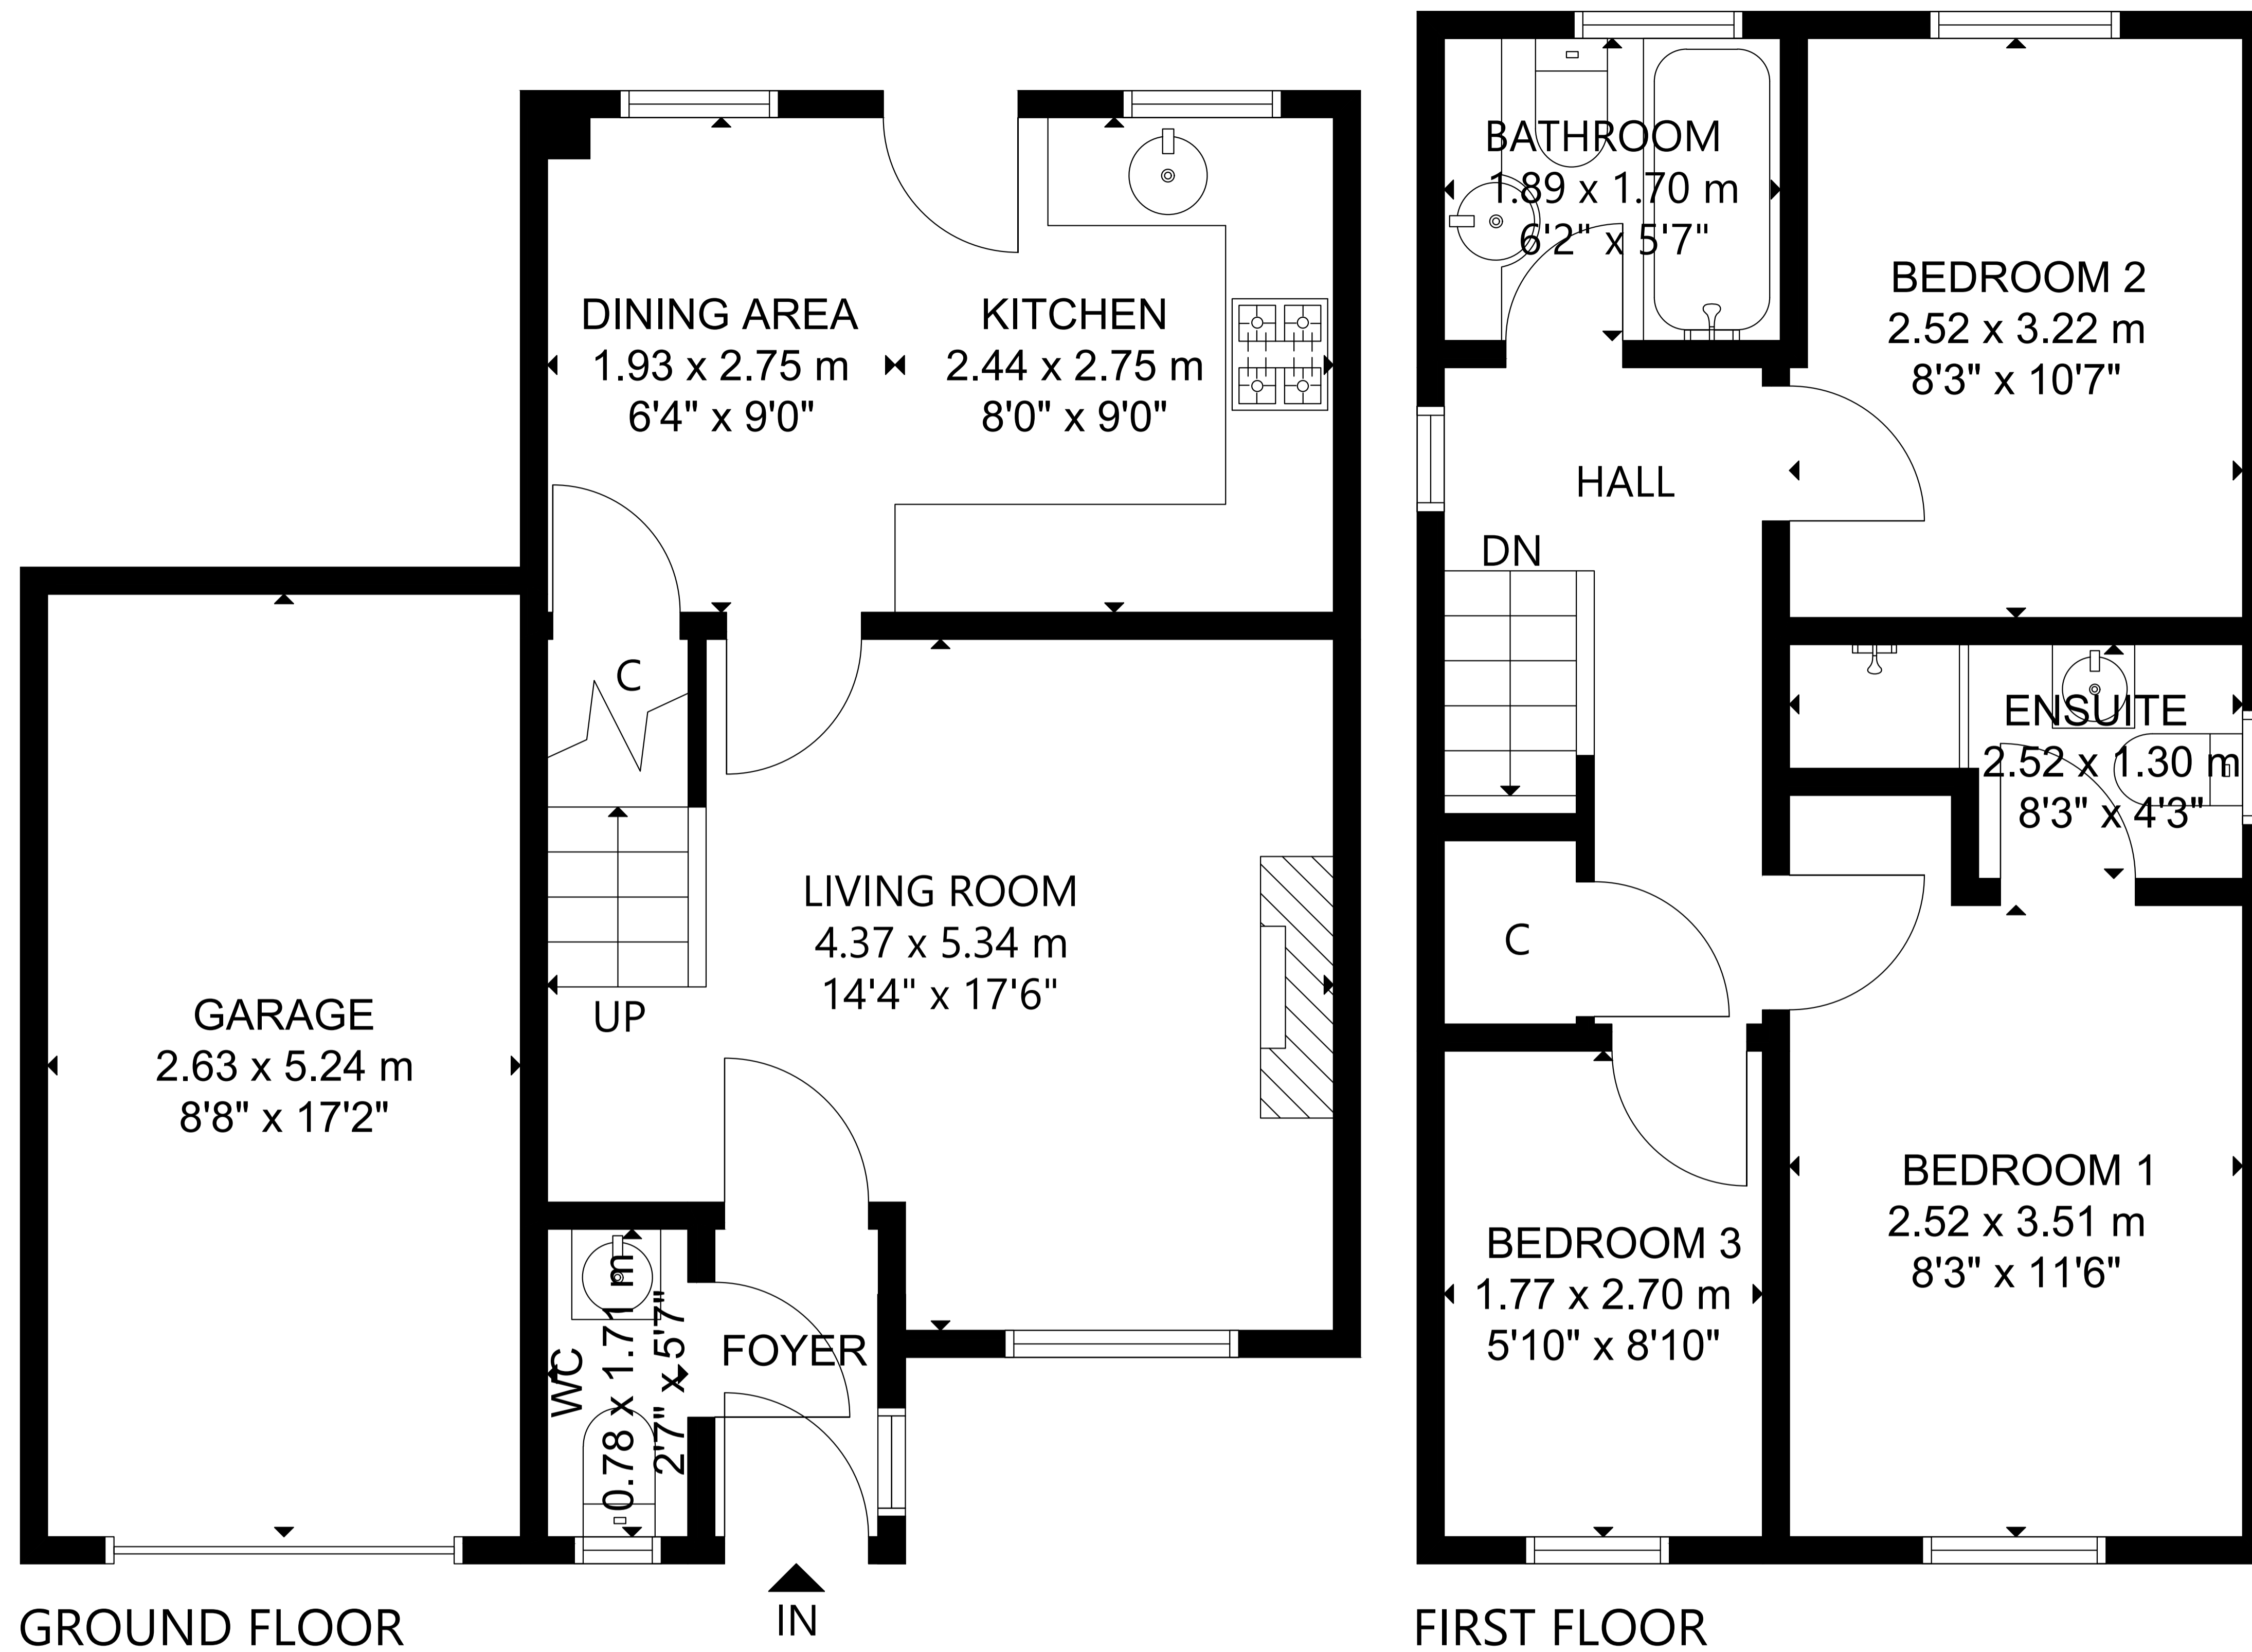 DINING AREA
1.93 x 2.75 m
6'4" x 9'0"
KITCHEN
2.44 x 2.75 m
8'0" x 9'0"
C
LIVING ROOM
4.37 x 5.34 m
14'4" x 17'6"
UP
GARAGE
2.63 x 5.24 m
8'8" x 17'2"
WC
0.78 x 1.71 m
2'7" x 5'7"
FOYER
IN
GROUND FLOOR
BATHROOM
1.89 x 1.70 m
6'2" x 5'7"
BEDROOM 2
2.52 x 3.22 m
8'3" x 10'7"
HALL
DN
ENSUITE
2.52 x 1.30 m
8'3" x 4'3"
C
BEDROOM 1
2.52 x 3.51 m
8'3" x 11'6"
BEDROOM 3
1.77 x 2.70 m
5'10" x 8'10"
FIRST FLOOR